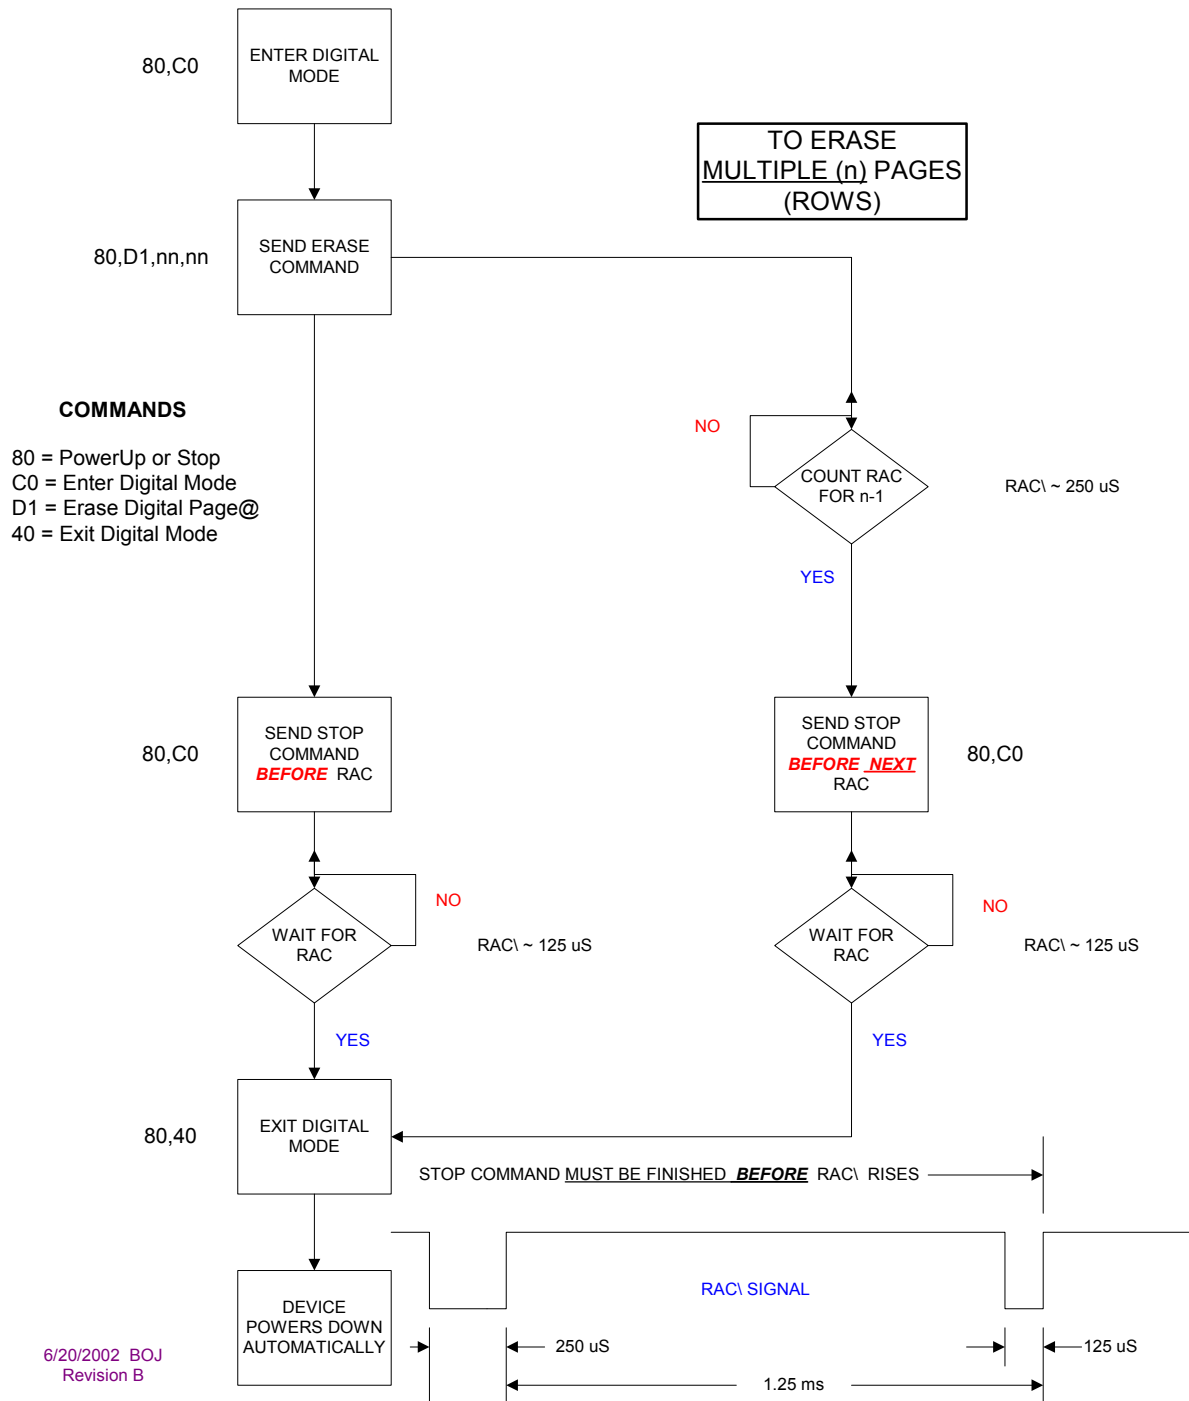 80,C0
ENTER DIGITAL
MODE
TO ERASE
MULTIPLE (n) PAGES
(ROWS)
80,D1,nn,nn
SEND ERASE
COMMAND
COMMANDS
80 = PowerUp or Stop
C0 = Enter Digital Mode
D1 = Erase Digital Page@
40 = Exit Digital Mode
NO
COUNT RAC
FOR n-1
RAC\ ~ 250 uS
YES
80,C0
SEND STOP
COMMAND
BEFORE RAC
SEND STOP
COMMAND
BEFORE NEXT
RAC
80,C0
WAIT FOR
RAC
NO
RAC\ ~ 125 uS
WAIT FOR
RAC
NO
RAC\ ~ 125 uS
YES
YES
80,40
EXIT DIGITAL
MODE
STOP COMMAND MUST BE FINISHED BEFORE RAC\ RISES
RAC\ SIGNAL
DEVICE
POWERS DOWN
AUTOMATICALLY
250 uS
125 uS
1.25 ms
6/20/2002 BOJ
Revision B